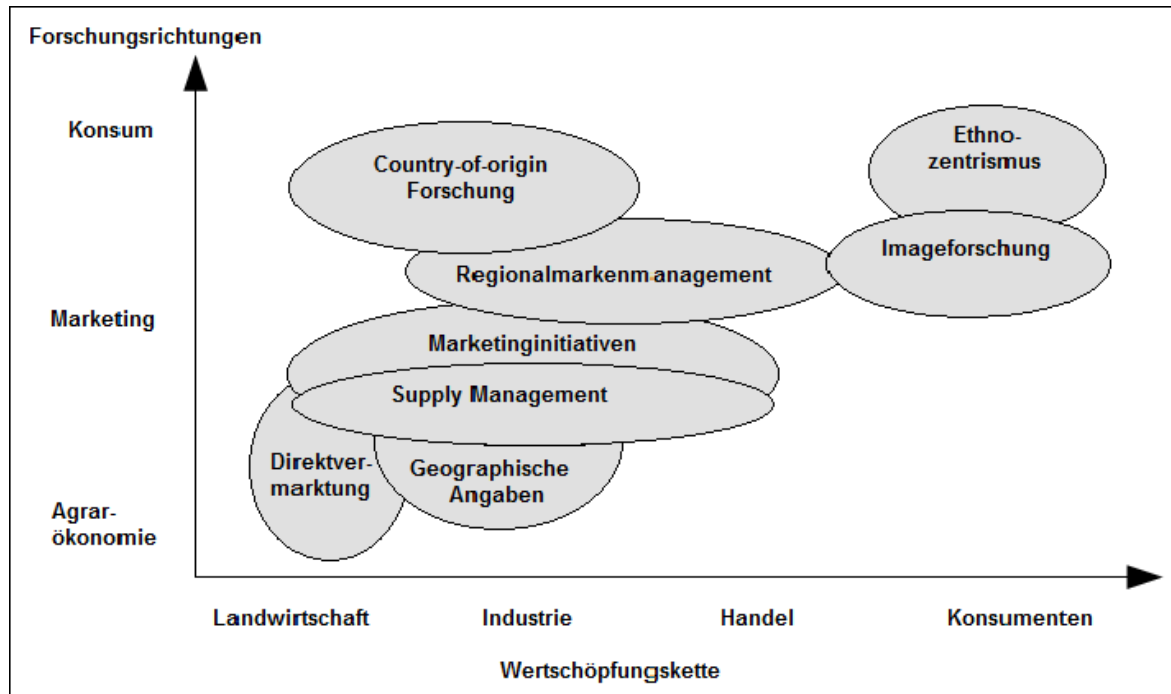 Forschungsrichtungen
Konsum
Ethno-
zentrismus
Country-of-origin
Forschung
Imageforschung
Regionalmarkenmanagement
Marketing
Marketinginitiativen
Supply Management
Direktver-
marktung
Geographische
Angaben
Agrar-
ökonomie
Landwirtschaft
Industrie
Handel
Konsumenten
Wertschöpfungskette